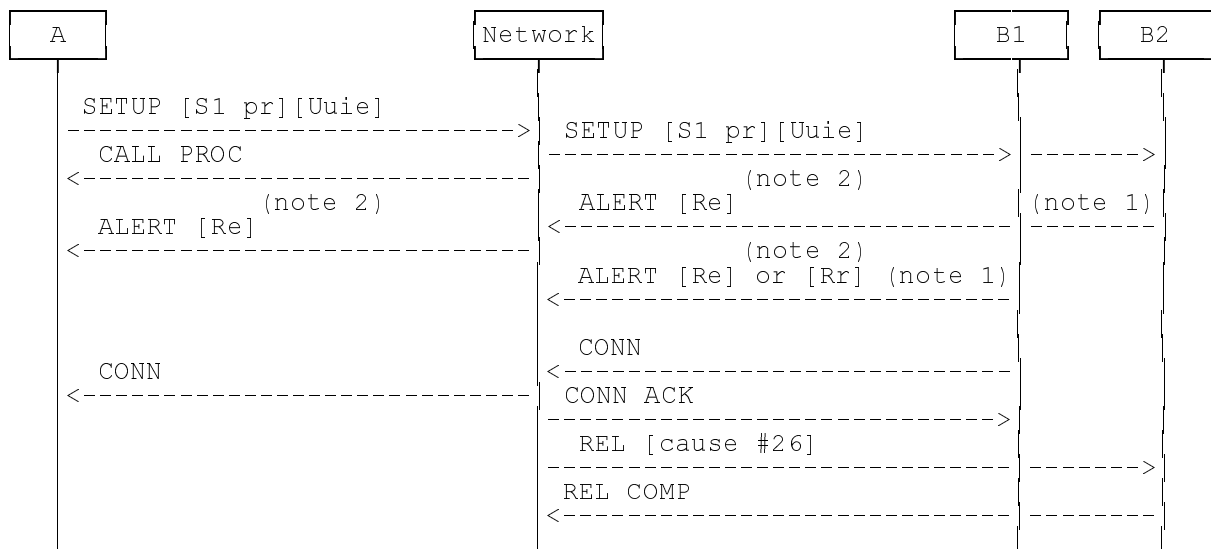 A Network B1 B2
SETUP [S1 pr][Uuie]
SETUP [S1 pr][Uuie]
CALL PROC
(note 2)
(note 2) ALERT [Re] (note 1)
ALERT [Re]
(note 2)
ALERT [Re] or [Rr] (note 1)
CONN
CONN
CONN ACK
REL [cause #26]
REL COMP